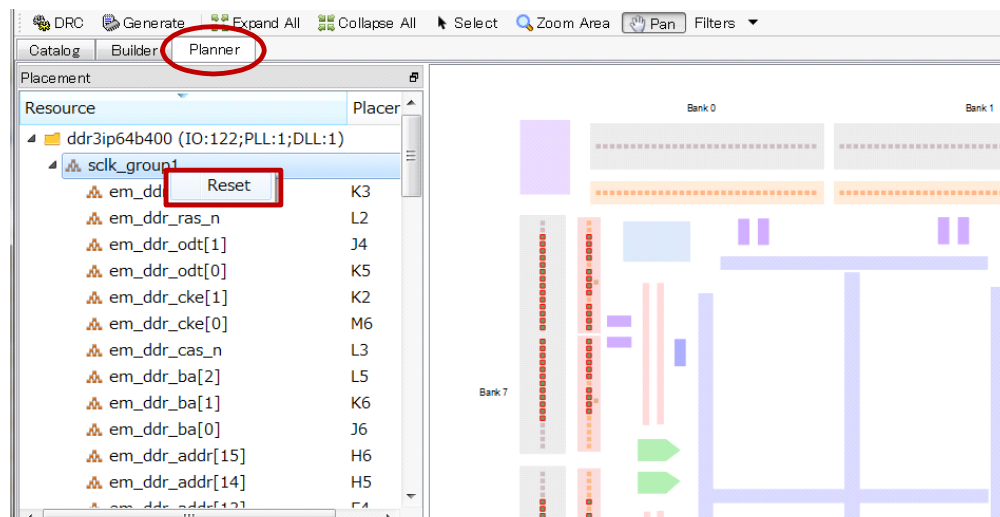 DRC Generate Expand All Collapse All Select Zoom Area Pan Filters
Catalog Builder Planner
Placement
Resource Placer
Bank 0 Bank 1
ddr3ip64b400 (IO:122;PLL:1;DLL:1)
sclk_group1
Reset
em_ddr K3
em_ddr_ras_n L2
em_ddr_odt[1] J4
em_ddr_odt[0] K5
em_ddr_cke[1] K2
em_ddr_cke[0] M6
em_ddr_cas_n L3
em_ddr_ba[2] L5
Bank 7
em_ddr_ba[1] K6
em_ddr_ba[0] J6
em_ddr_addr[15] H6
em_ddr_addr[14] H5